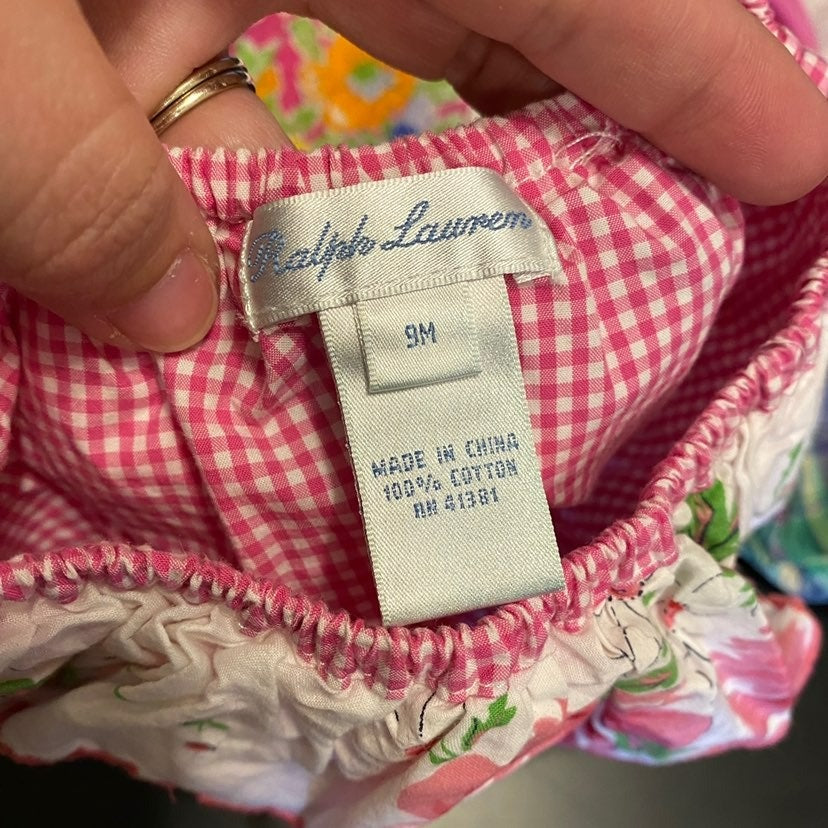 Ralph Lauren
9M
MADE IN CHINA
100% COTTON
RN 41381